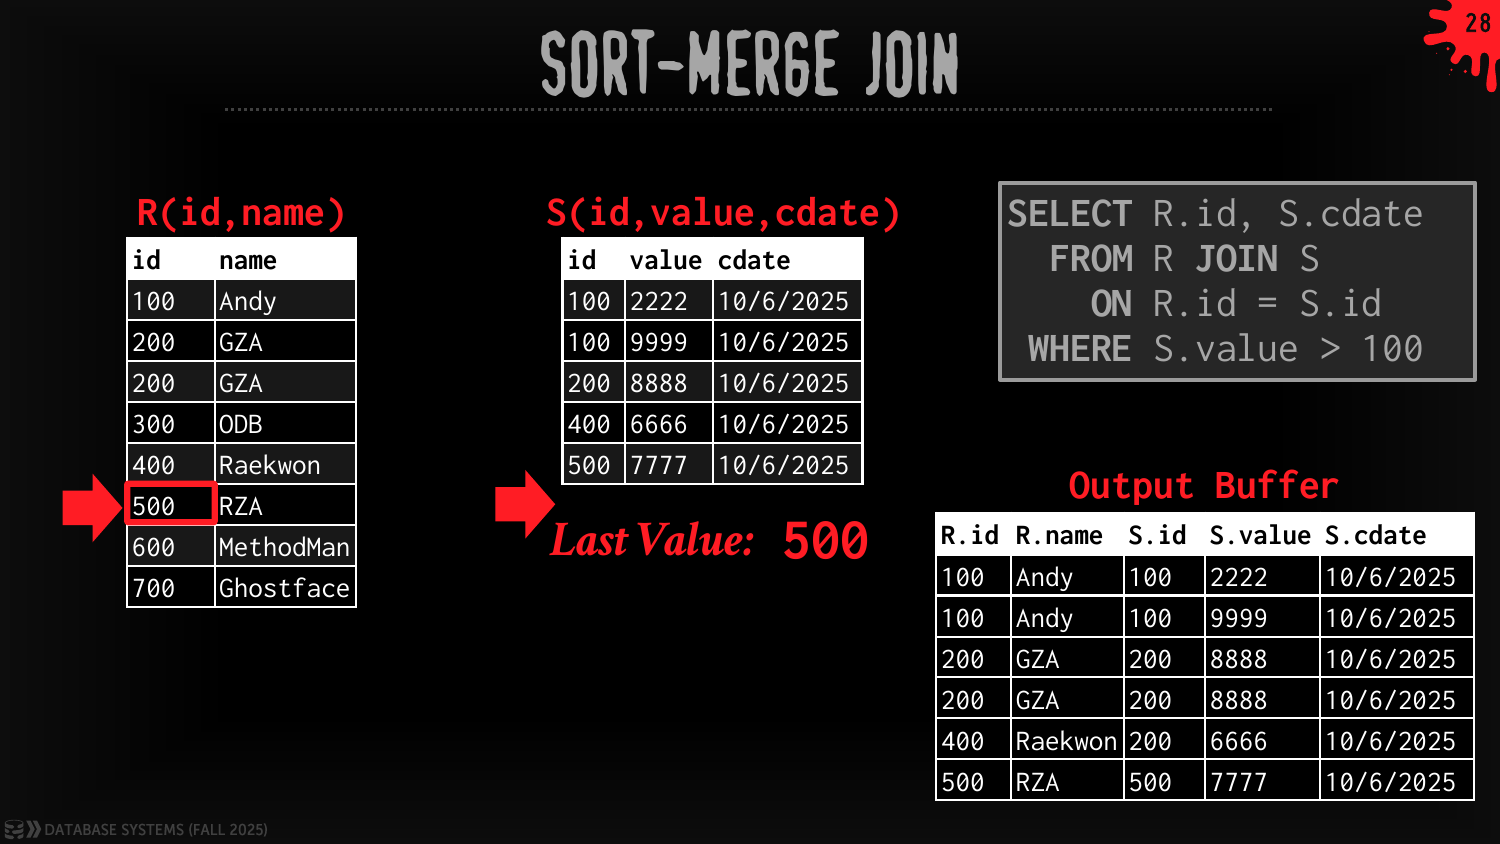 28
SORT-MERGE JOIN
R(id,name)
id name
100 Andy
200 GZA
200 GZA
300 ODB
400 Raekwon
500 RZA
600 MethodMan
700 Ghostface
S(id,value,cdate)
id value cdate
100 2222 10/6/2025
100 9999 10/6/2025
200 8888 10/6/2025
400 6666 10/6/2025
500 7777 10/6/2025
Last Value: 500
SELECT R.id, S.cdate
FROM R JOIN S
ON R.id = S.id
WHERE S.value > 100
Output Buffer
R.id R.name S.id S.value S.cdate
100 Andy 100 2222 10/6/2025
100 Andy 100 9999 10/6/2025
200 GZA 200 8888 10/6/2025
200 GZA 200 8888 10/6/2025
400 Raekwon 200 6666 10/6/2025
500 RZA 500 7777 10/6/2025
DATABASE SYSTEMS (FALL 2025)